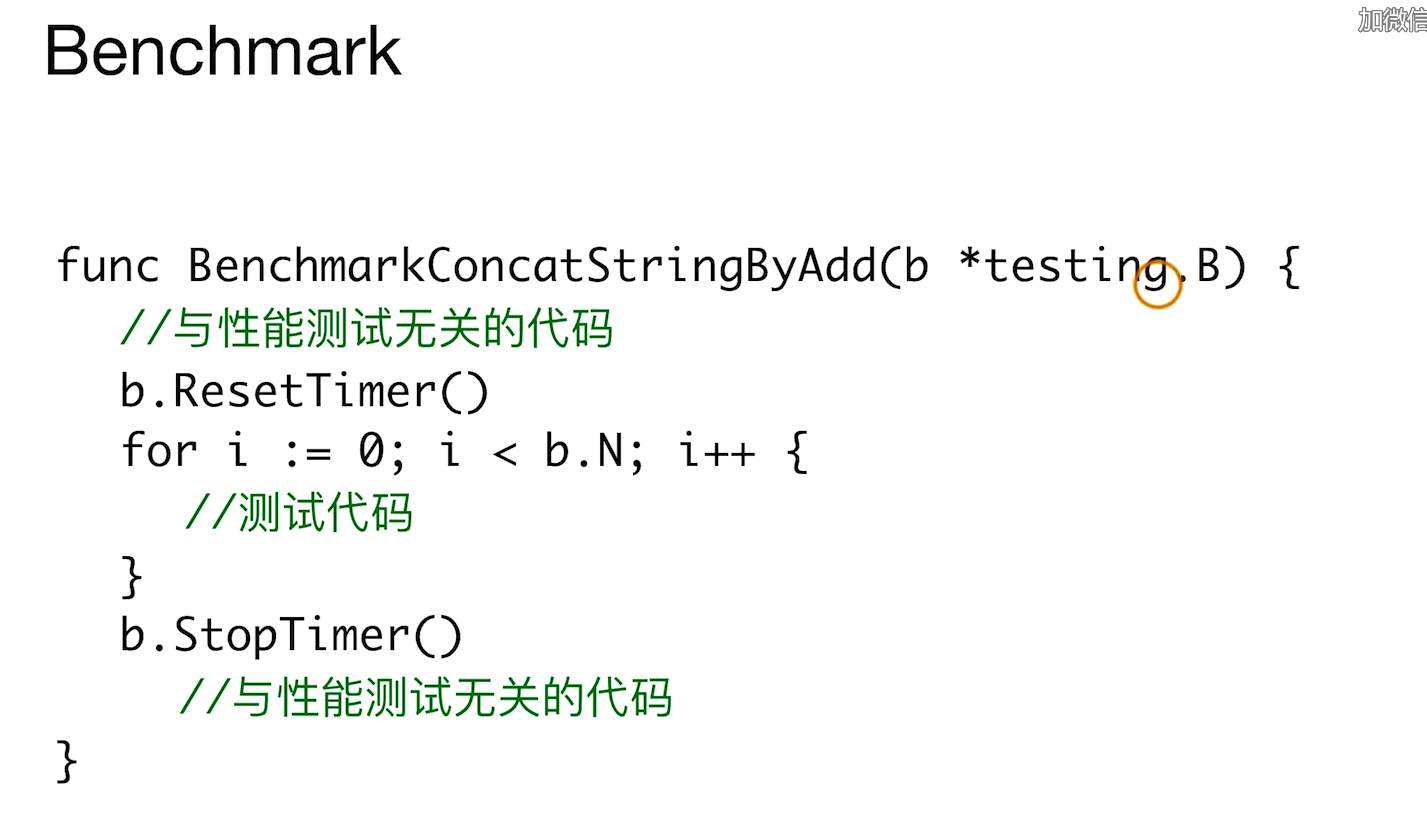 Benchmark
加微信
func BenchmarkConcatStringByAdd(b *testing.B) {
//与性能测试无关的代码
b.ResetTimer()
for i := 0; i < b.N; i++ {
//测试代码
}
b.StopTimer()
//与性能测试无关的代码
}